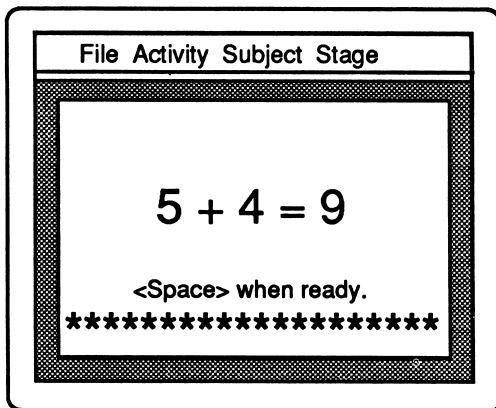 File Activity Subject Stage
5 + 4 = 9
<Space> when ready.
********************